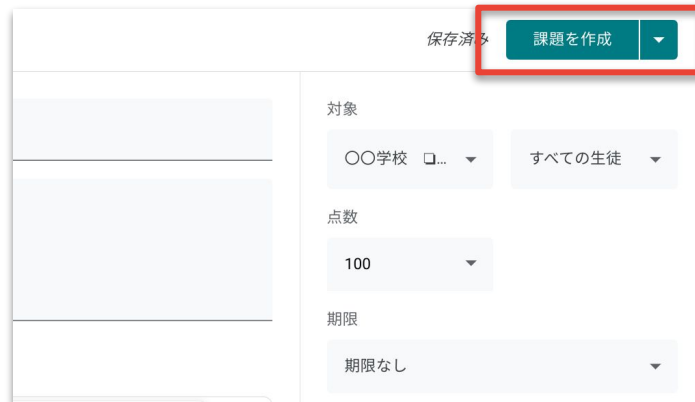 保存済み 課題を作成
対象
〇〇学校 ロ... すべての生徒
点数
100
期限
期限なし